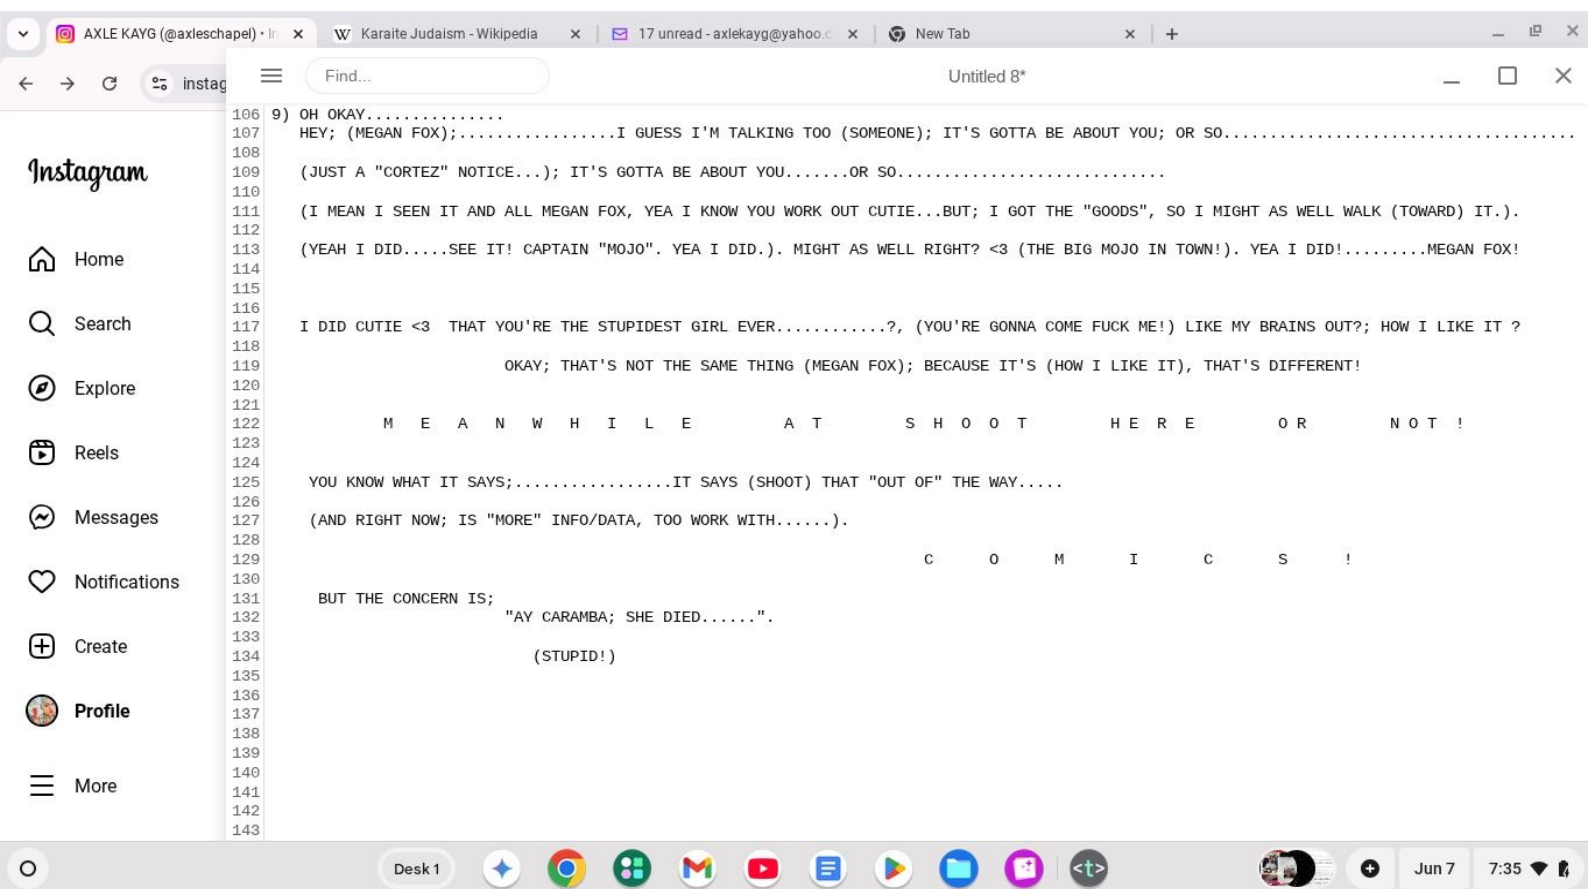 AXLE KAYG (@axleschapel) • In
Karaite Judaism - Wikipedia
17 unread - axlekayg@yahoo.c
New Tab
instag
Find...
Untitled 8*
Instagram
Home
Search
Explore
Reels
Messages
Notifications
Create
Profile
More
106 9) OH OKAY...............
107 HEY; (MEGAN FOX);.................I GUESS I'M TALKING TOO (SOMEONE); IT'S GOTTA BE ABOUT YOU; OR SO......................................
108
109 (JUST A "CORTEZ" NOTICE...); IT'S GOTTA BE ABOUT YOU.......OR SO.............................
110
111 (I MEAN I SEEN IT AND ALL MEGAN FOX, YEA I KNOW YOU WORK OUT CUTIE...BUT; I GOT THE "GOODS", SO I MIGHT AS WELL WALK (TOWARD) IT.).
112
113 (YEAH I DID.....SEE IT! CAPTAIN "MOJO". YEA I DID.). MIGHT AS WELL RIGHT? <3 (THE BIG MOJO IN TOWN!). YEA I DID!.........MEGAN FOX!
114
115
116
117 I DID CUTIE <3 THAT YOU'RE THE STUPIDEST GIRL EVER............?, (YOU'RE GONNA COME FUCK ME!) LIKE MY BRAINS OUT?; HOW I LIKE IT ?
118
119 OKAY; THAT'S NOT THE SAME THING (MEGAN FOX); BECAUSE IT'S (HOW I LIKE IT), THAT'S DIFFERENT!
120
121
122 M E A N W H I L E A T S H O O T H E R E O R N O T !
123
124
125 YOU KNOW WHAT IT SAYS;.................IT SAYS (SHOOT) THAT "OUT OF" THE WAY.....
126
127 (AND RIGHT NOW; IS "MORE" INFO/DATA, TOO WORK WITH......).
128
129 C O M I C S !
130
131 BUT THE CONCERN IS;
132 "AY CARAMBA; SHE DIED......".
133
134 (STUPID!)
135
136
137
138
139
140
141
142
143
Desk 1
<t>
Jun 7
7:35